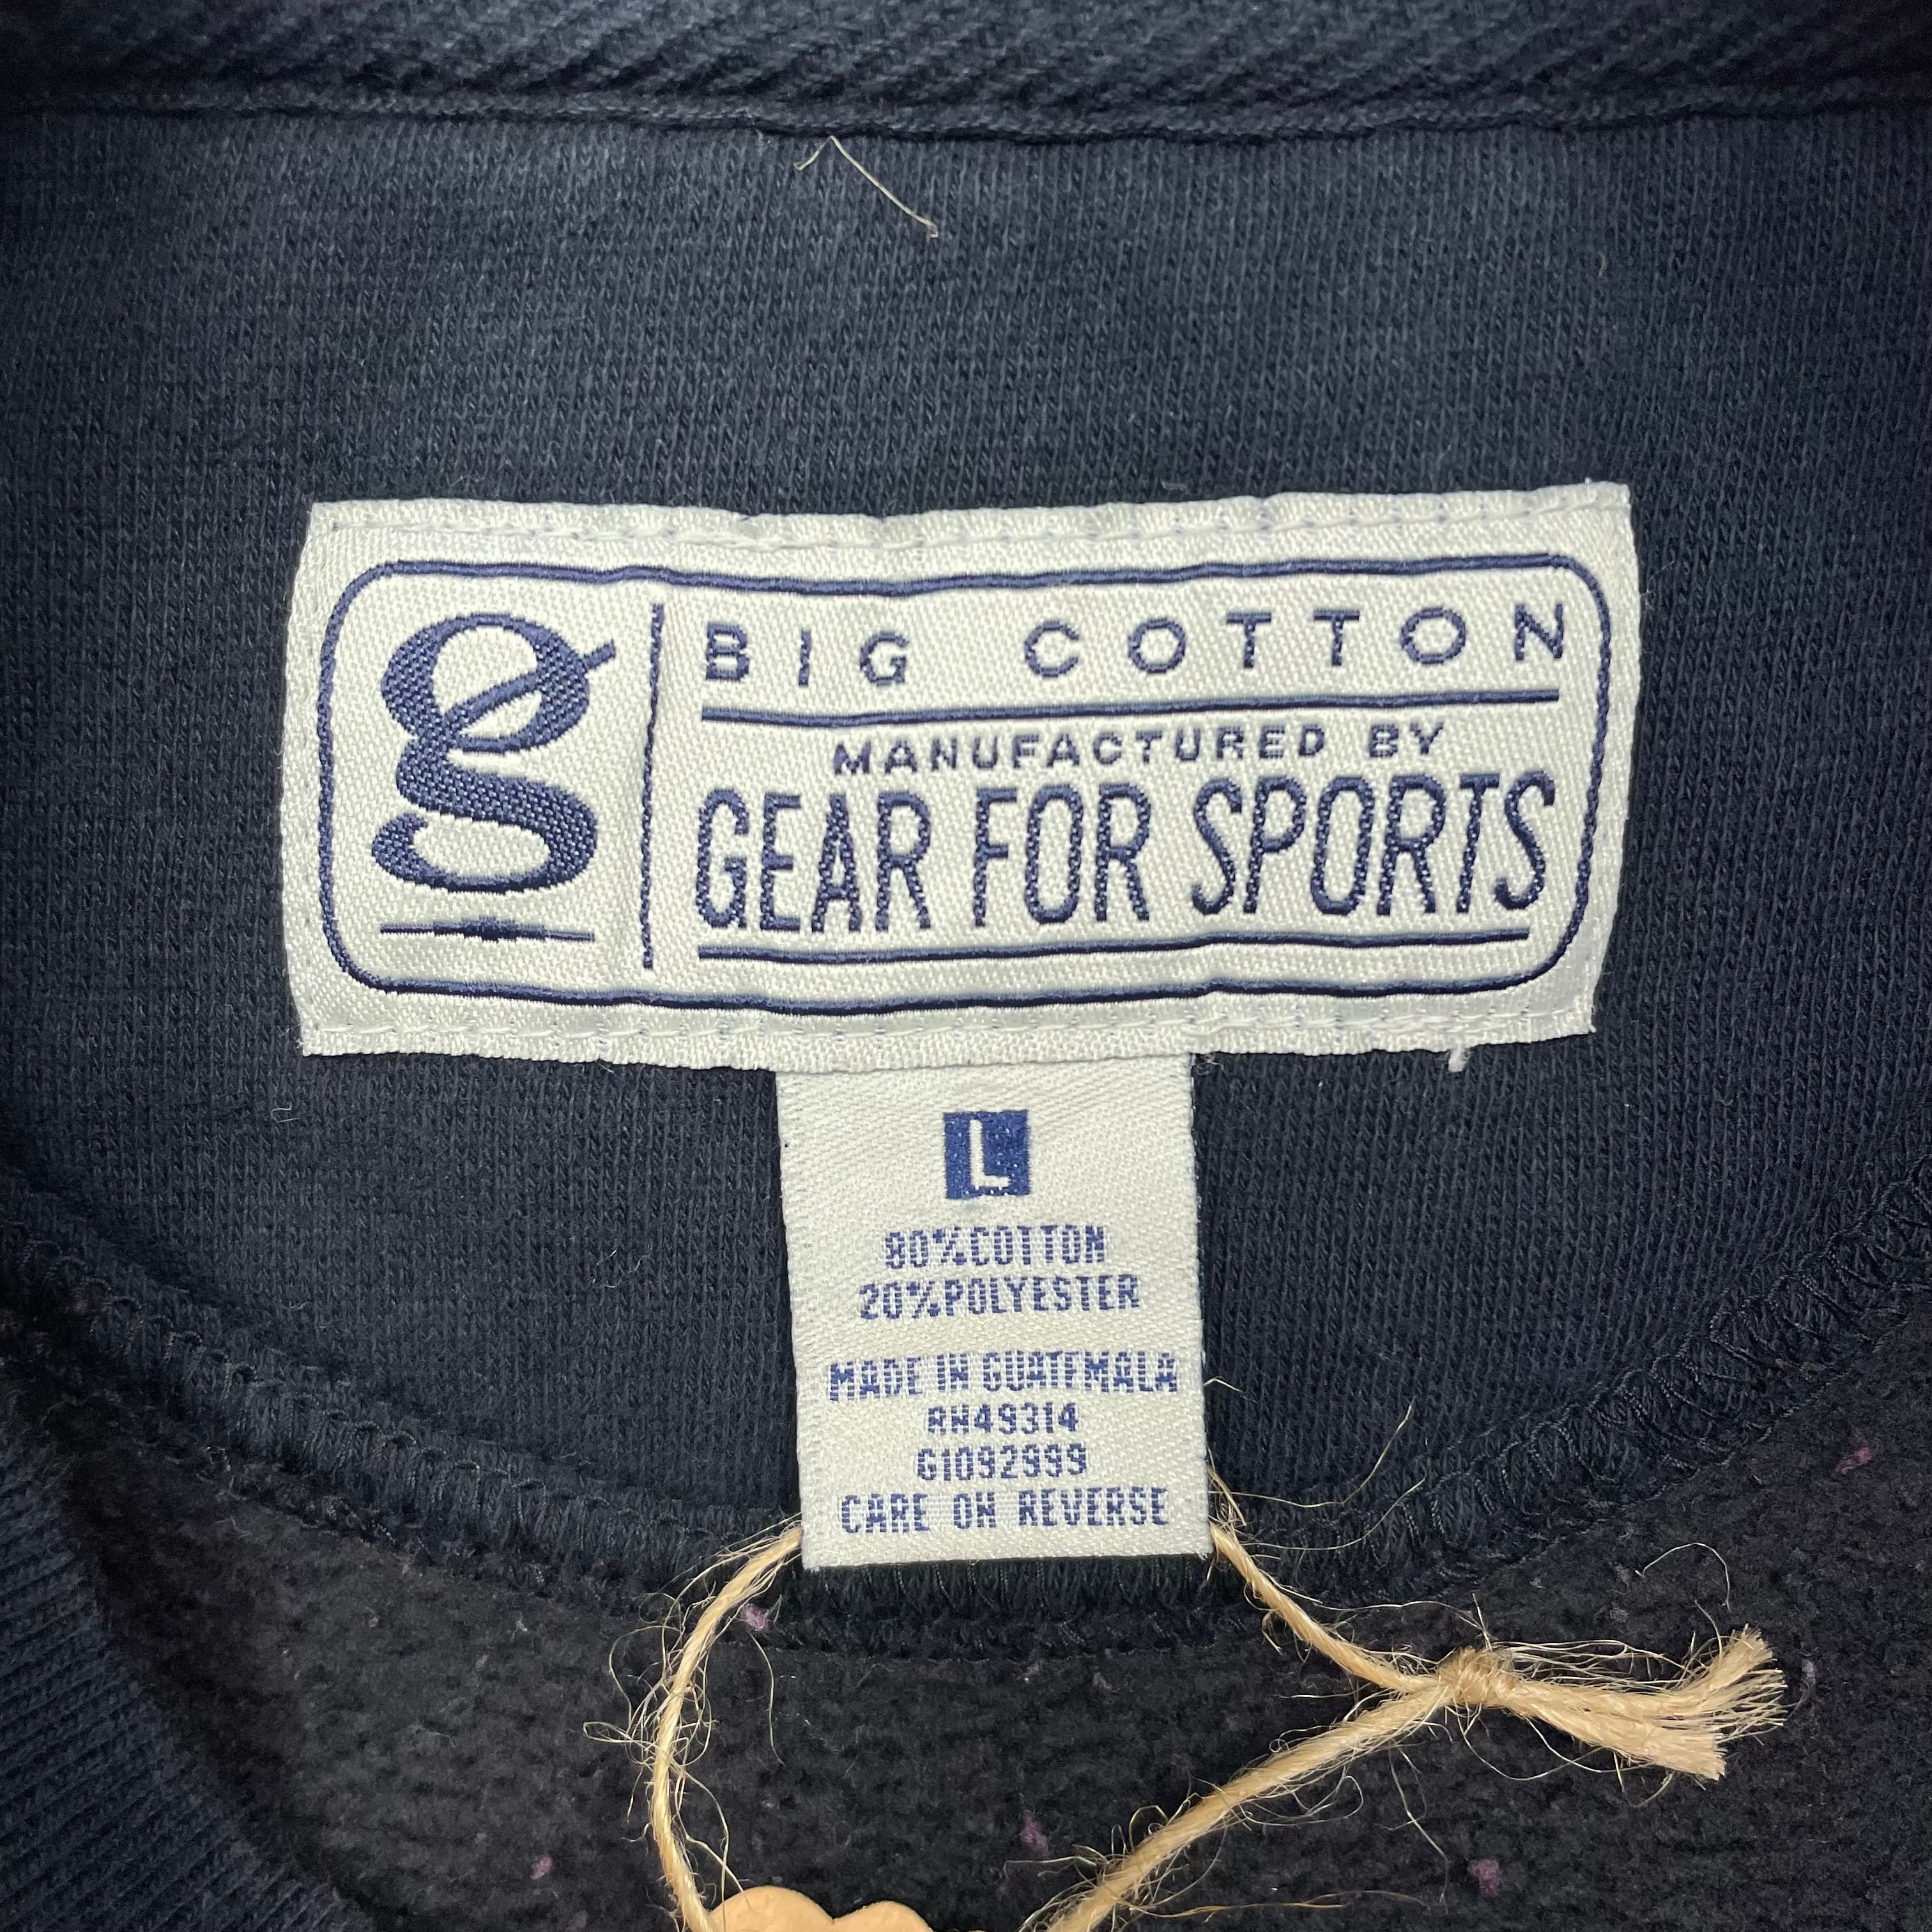 g
BIG COTTON
MANUFACTURED BY
GEAR FOR SPORTS
L
80%COTTON
20%POLYESTER
MADE IN GUATEMALA
RN49314
G1092999
CARE ON REVERSE